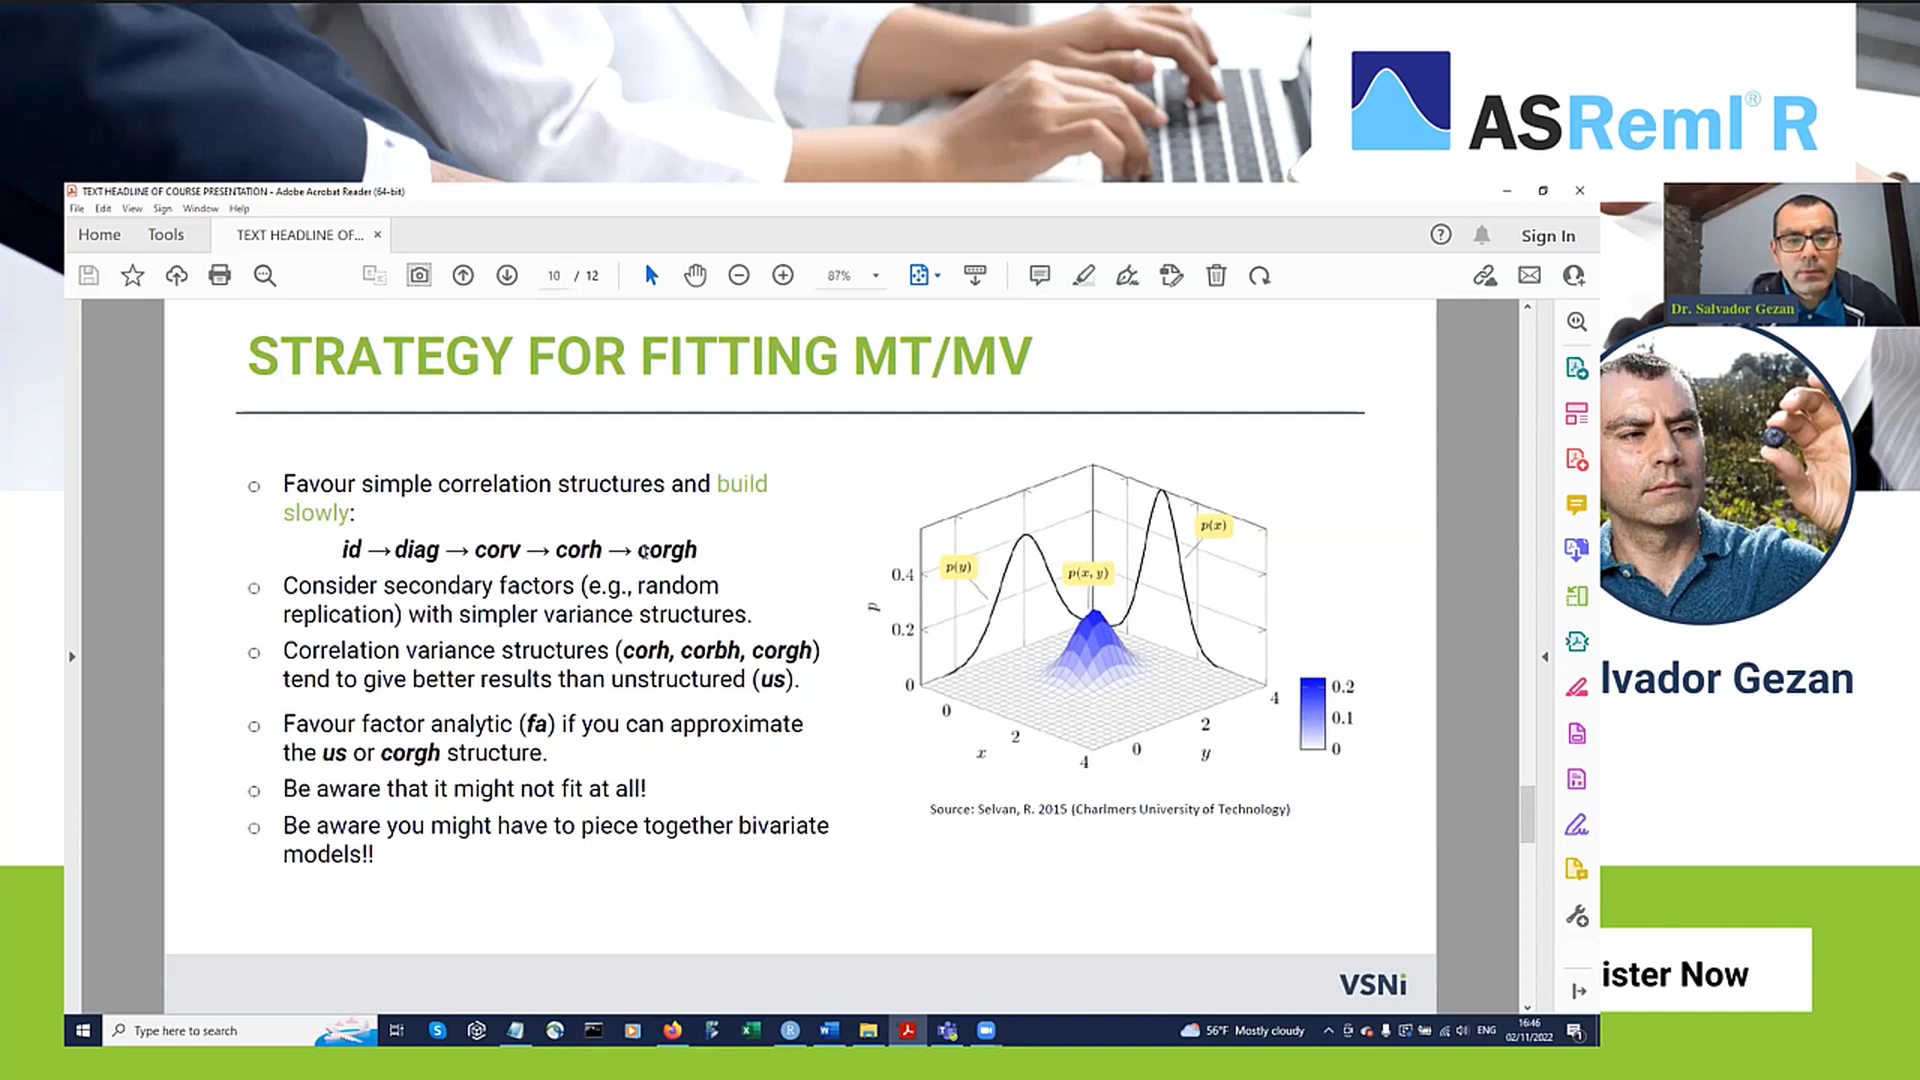 ASReml® R
TEXT HEADLINE OF COURSE PRESENTATION - Adobe Acrobat Reader (64-bit)
File Edit View Sign Window Help
Home Tools TEXT HEADLINE OF... ×
Sign In
10 / 12 87%
Dr. Salvador Gezan
STRATEGY FOR FITTING MT/MV
Favour simple correlation structures and build
slowly:
id → diag → corv → corh → corgh
Consider secondary factors (e.g., random
replication) with simpler variance structures.
Correlation variance structures (corh, corbh, corgh)
tend to give better results than unstructured (us).
Favour factor analytic (fa) if you can approximate
the us or corgh structure.
Be aware that it might not fit at all!
Be aware you might have to piece together bivariate
models!!
p(y)
p(x, y)
p(x)
p
0.4
0.2
0
0
2
4
x
0
2
4
y
0.2
0.1
0
Source: Selvan, R. 2015 (Charlmers University of Technology)
VSNi
lvador Gezan
ister Now
Type here to search
56°F Mostly cloudy
ENG
16:46
02/11/2022